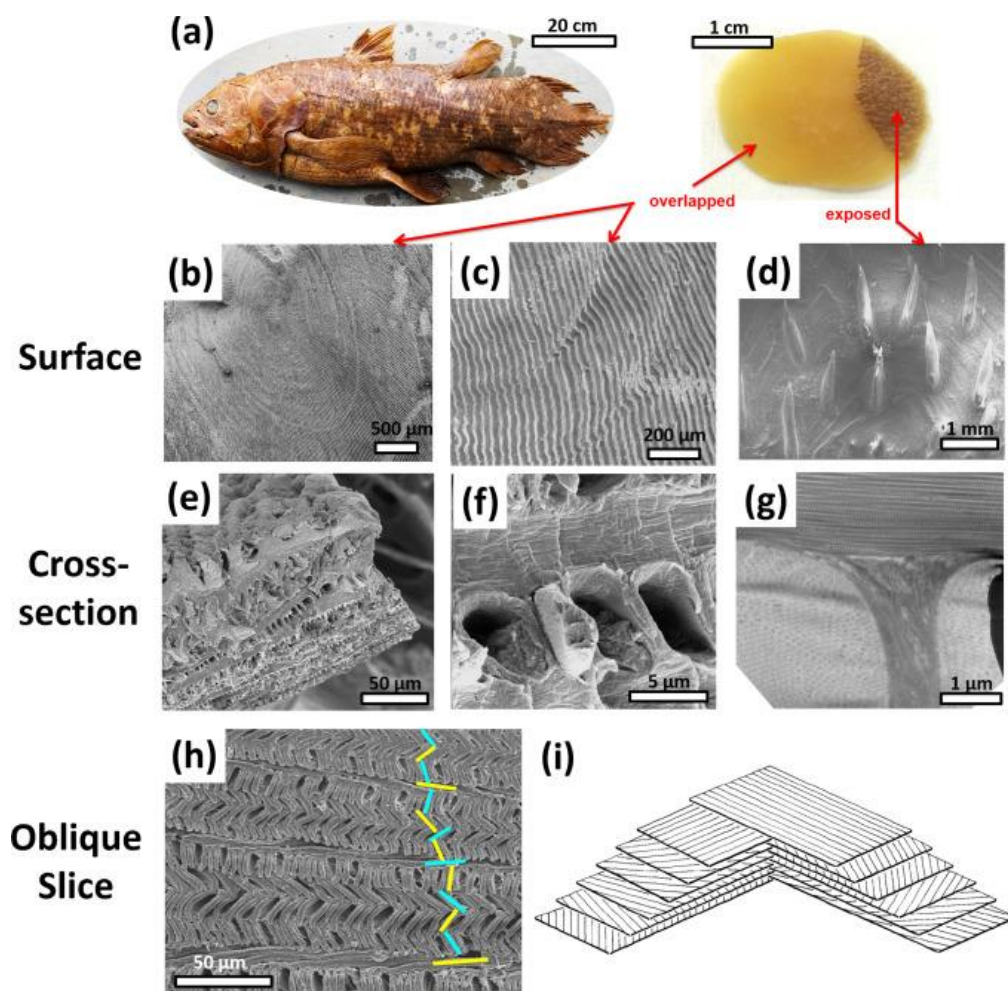 (a)
20 cm
1 cm
overlapped
exposed
Surface
(b)
500 μm
(c)
200 μm
(d)
1 mm
Cross-
section
(e)
50 μm
(f)
5 μm
(g)
1 μm
Oblique
Slice
(h)
50 μm
(i)